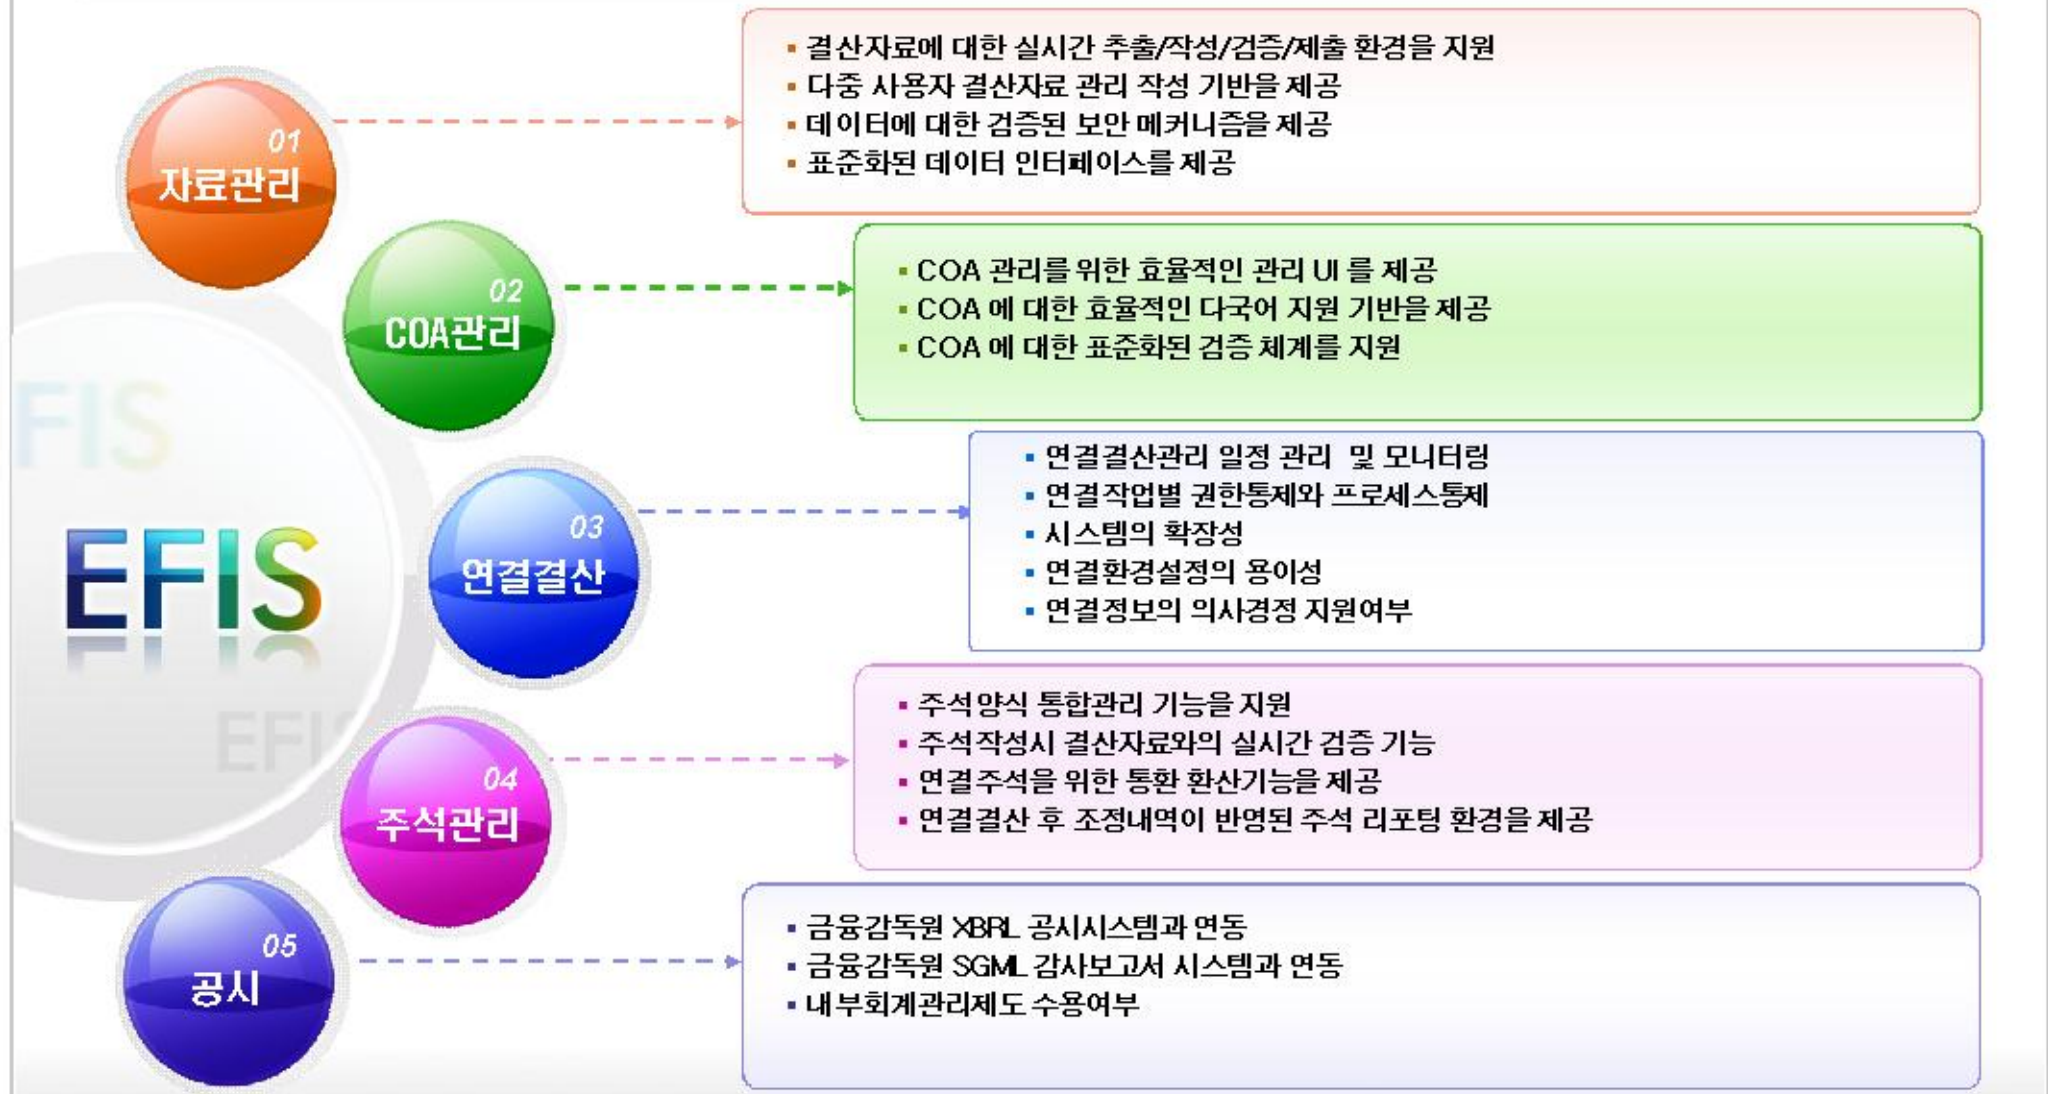 01
자료관리
▪ 결산자료에 대한 실시간 추출/작성/검증/제출 환경을 지원
▪ 다중 사용자 결산자료 관리 작성 기반을 제공
▪ 데이터에 대한 검증된 보안 메커니즘을 제공
▪ 표준화된 데이터 인터페이스를 제공
02
COA관리
▪ COA 관리를 위한 효율적인 관리 UI 를 제공
▪ COA 에 대한 효율적인 다국어 지원 기반을 제공
▪ COA 에 대한 표준화된 검증 체계를 지원
FIS
EFIS
EFIS
03
연결결산
▪ 연결결산관리 일정 관리 및 모니터링
▪ 연결작업별 권한통제와 프로세스통제
▪ 시스템의 확장성
▪ 연결환경설정의 용이성
▪ 연결정보의 의사경정 지원여부
04
주석관리
▪ 주석양식 통합관리 기능을 지원
▪ 주석작성시 결산자료와의 실시간 검증 기능
▪ 연결주석을 위한 통환 환산기능을 제공
▪ 연결결산 후 조정내역이 반영된 주석 리포팅 환경을 제공
05
공시
▪ 금융감독원 XBRL 공시시스템과 연동
▪ 금융감독원 SGML 감사보고서 시스템과 연동
▪ 내부회계관리제도 수용여부